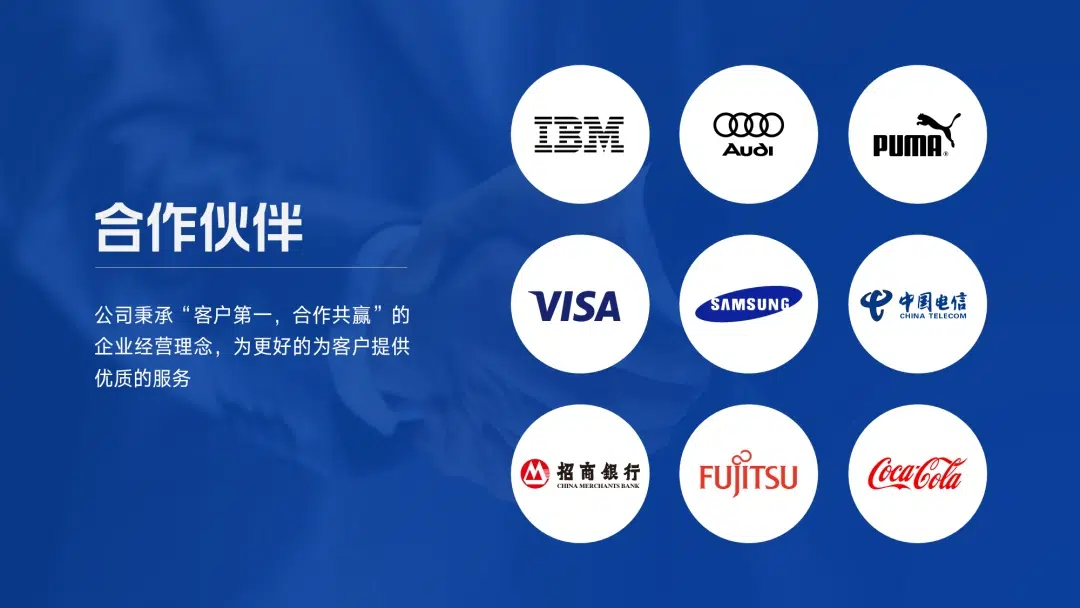 合作伙伴
公司秉承“客户第一，合作共赢”的
企业经营理念，为更好的为客户提供
优质的服务
IBM
Audi
PUMA®
VISA
SAMSUNG
中国电信
CHINA TELECOM
招商银行
CHINA MERCHANTS BANK
FUJITSU
Coca-Cola